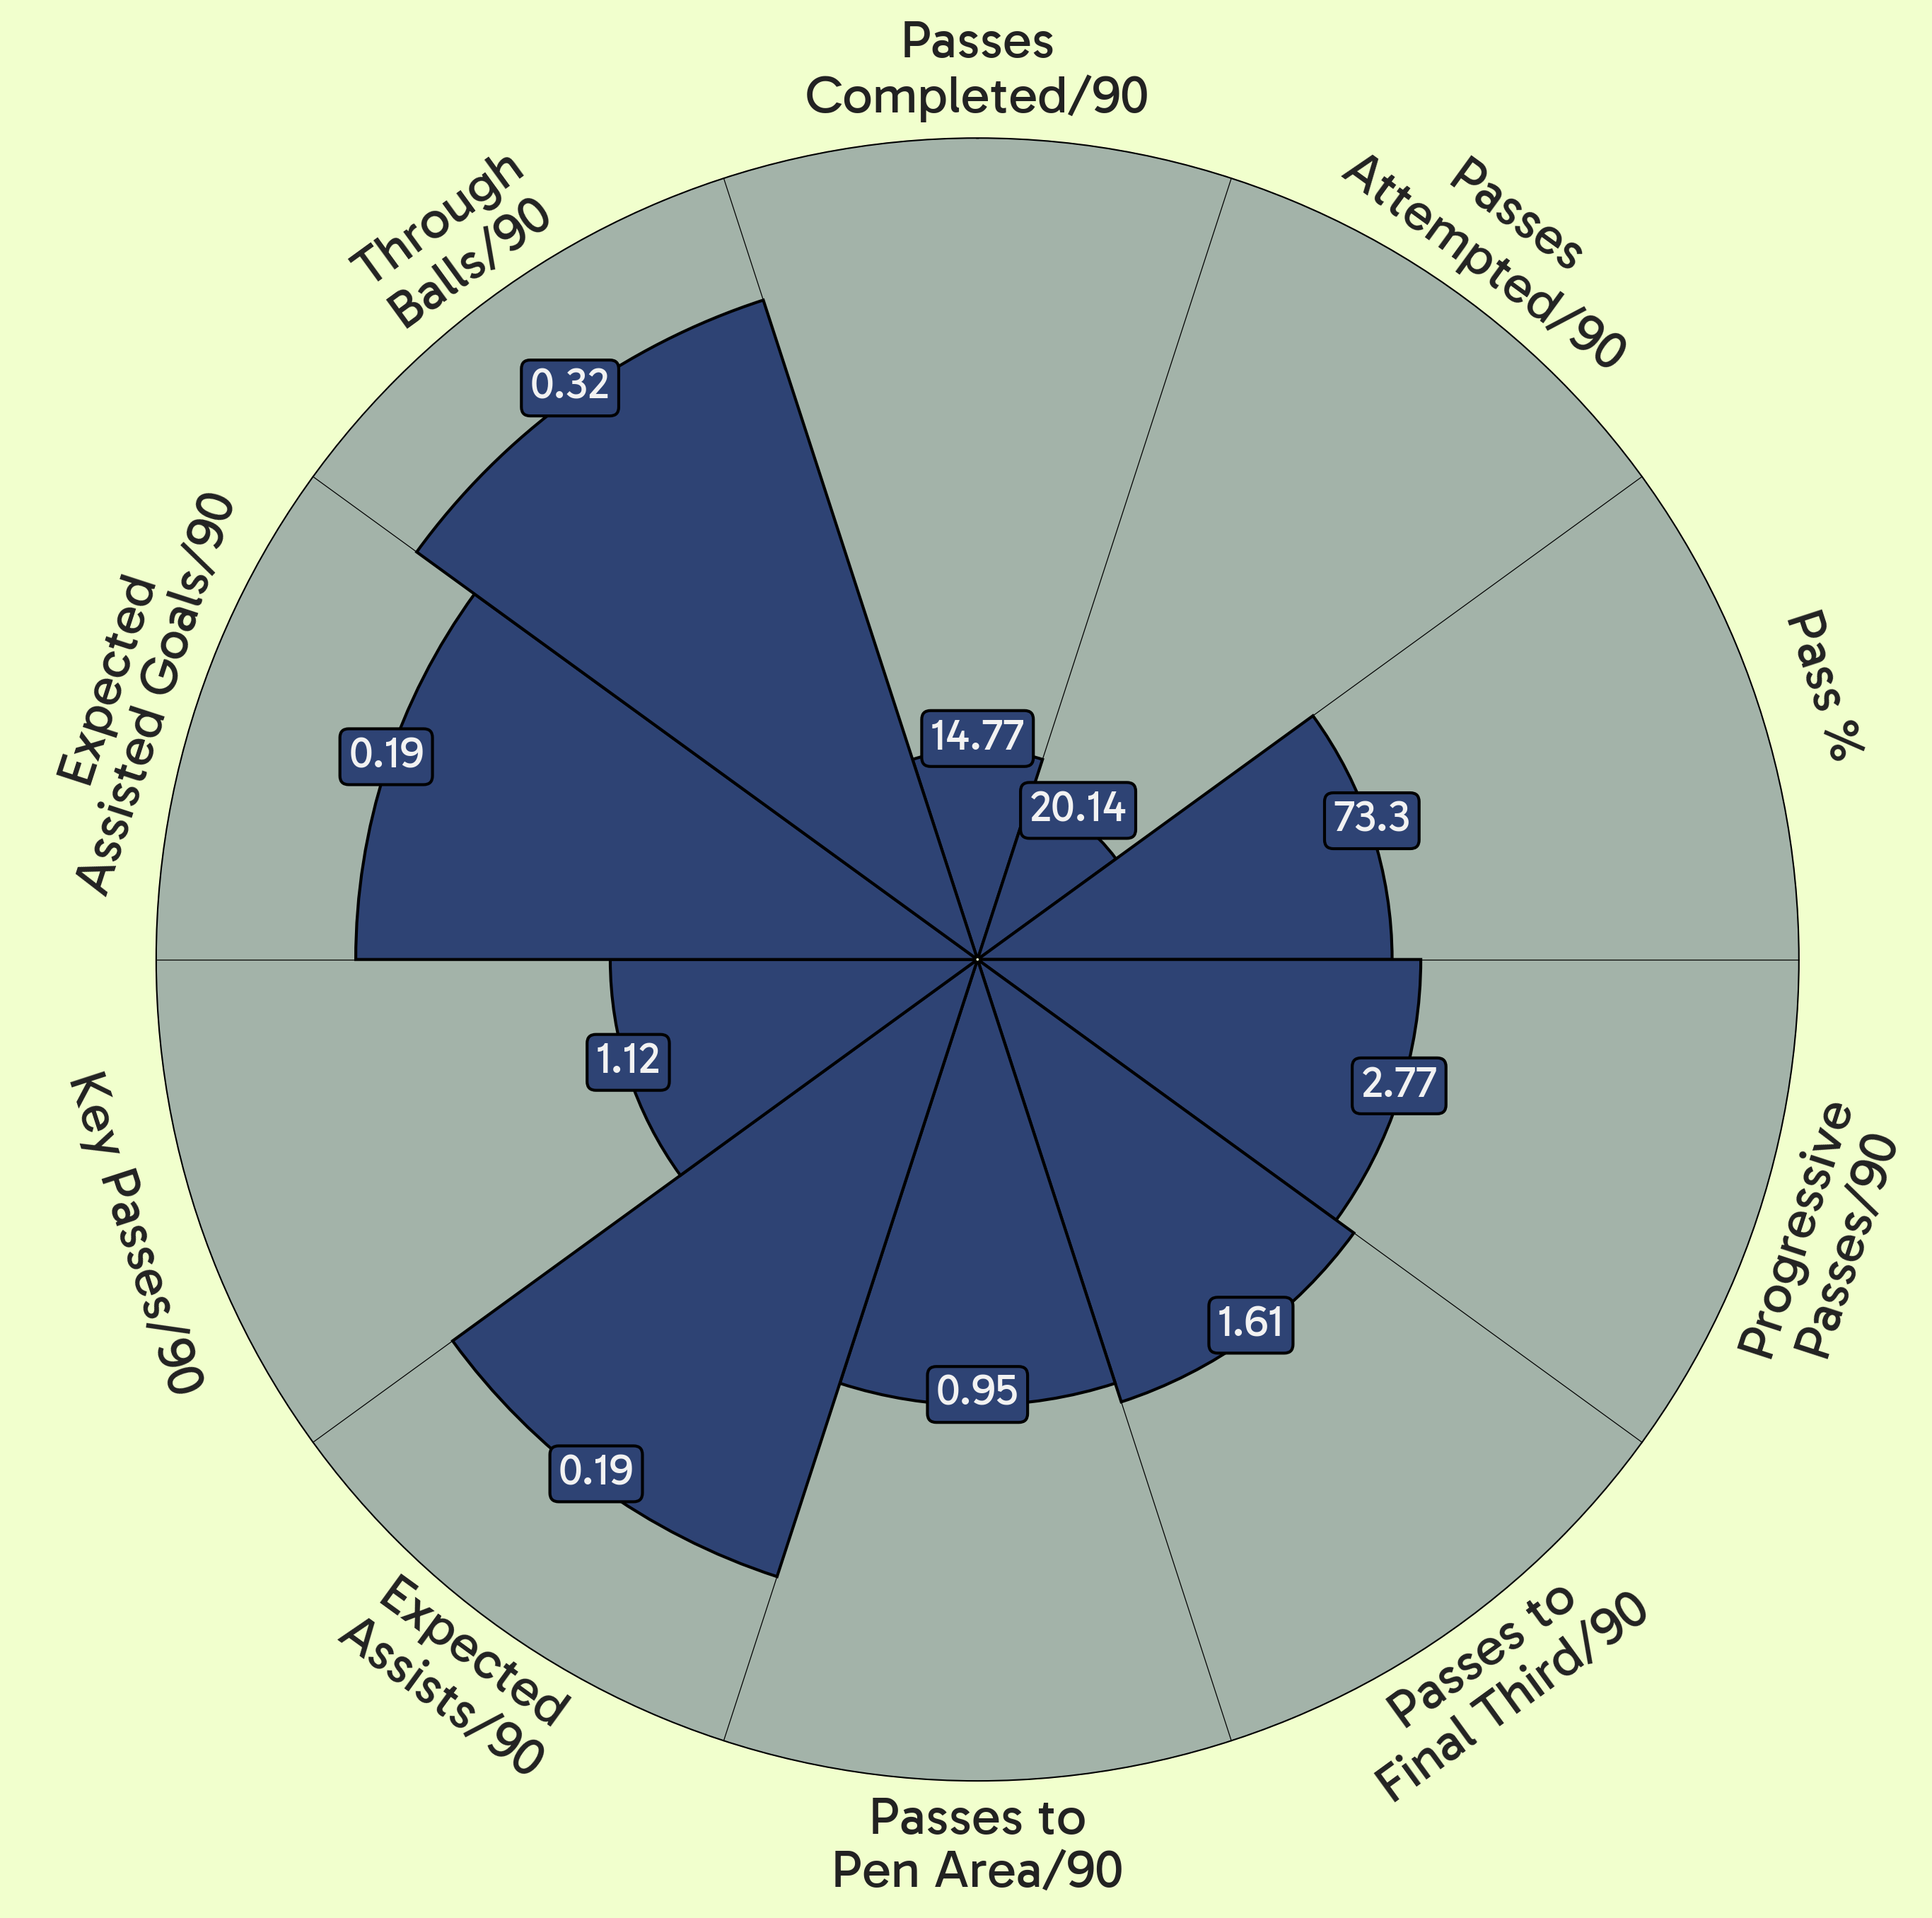 Passes
Completed/90
Passes
Attempted/90
Pass %
Progressive
Passes/90
Passes to
Final Third/90
Passes to
Pen Area/90
Expected
Assists/90
Key Passes/90
Expected
Assisted Goals/90
Through
Balls/90
14.77
20.14
73.3
2.77
1.61
0.95
0.19
1.12
0.19
0.32